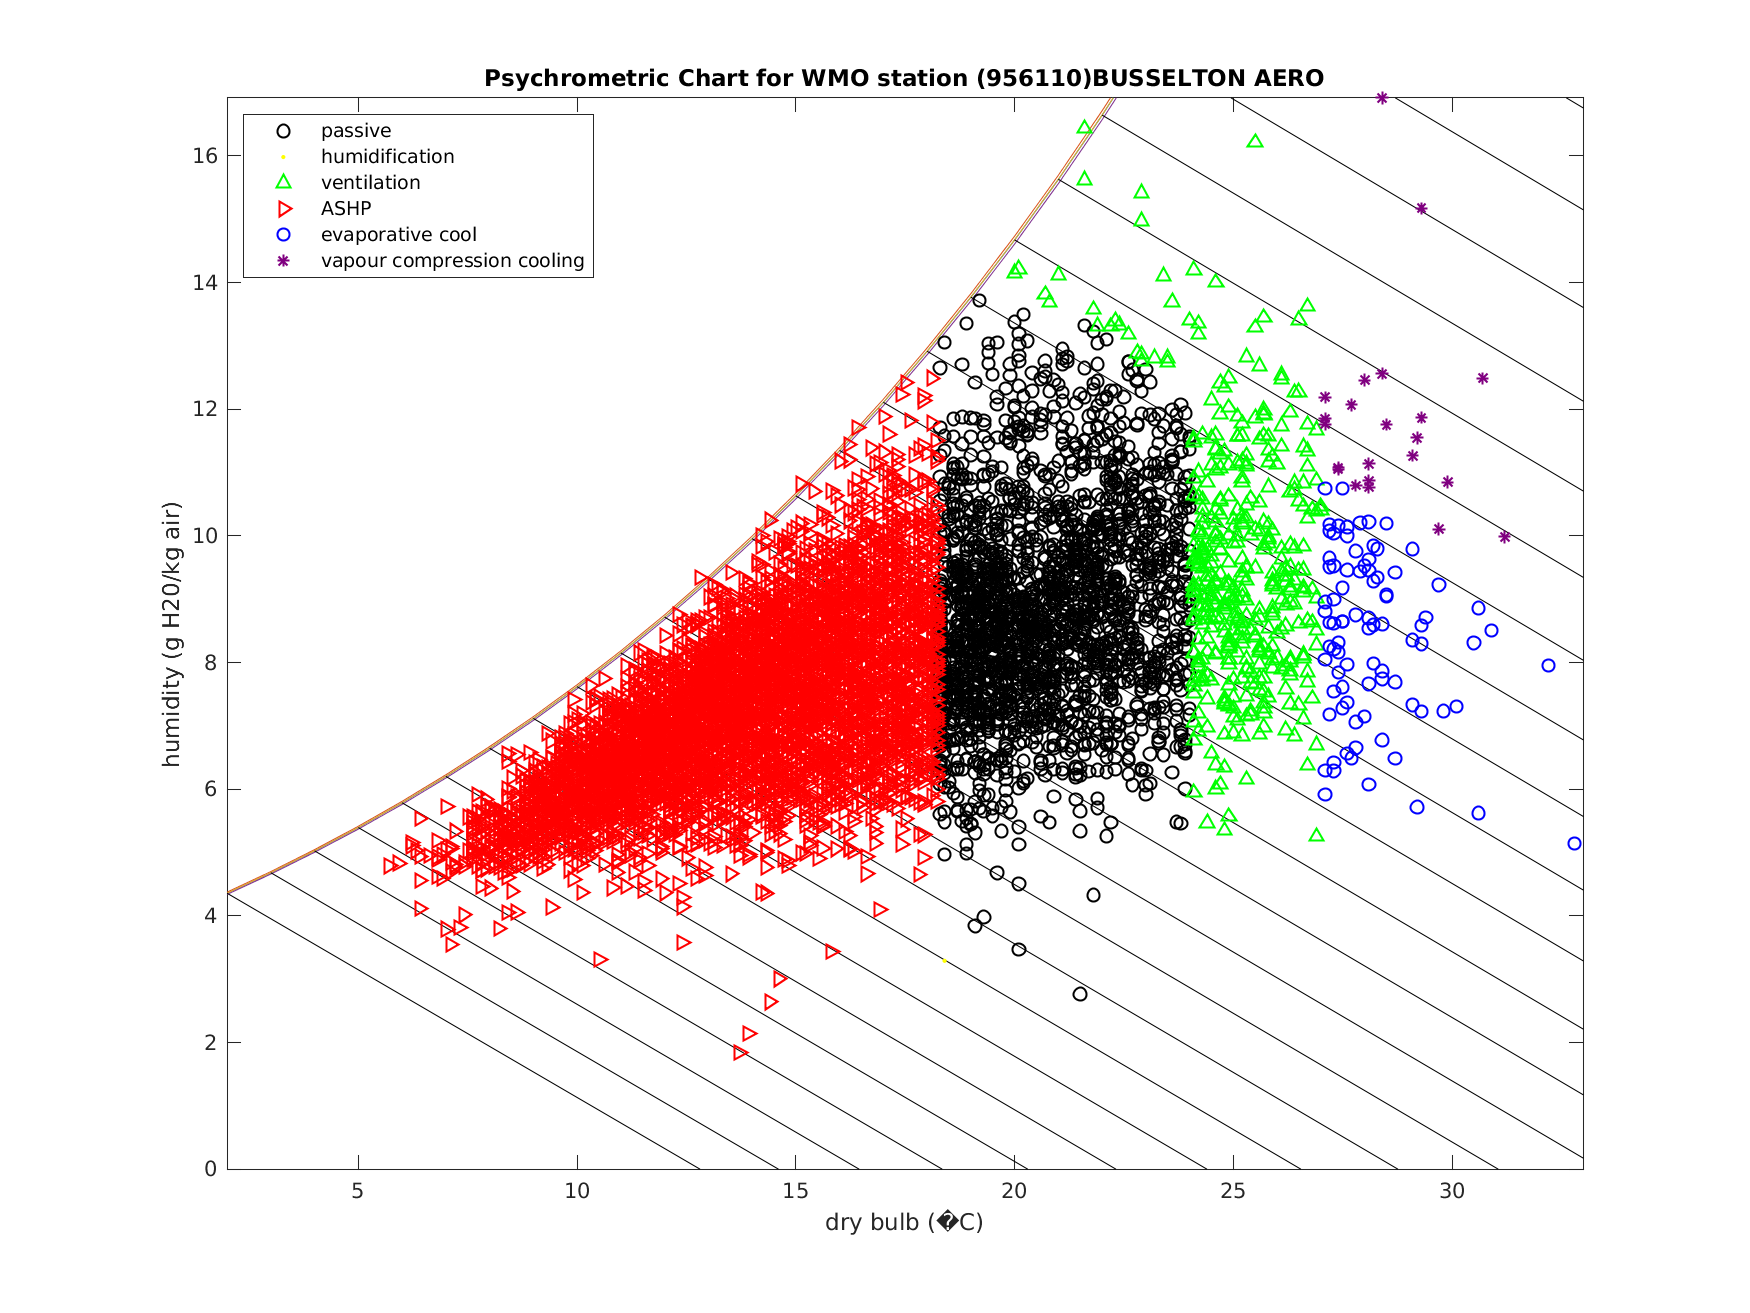 Psychrometric Chart for WMO station (956110)BUSSELTON AERO
passive
humidification
ventilation
ASHP
evaporative cool
vapour compression cooling
humidity (g H20/kg air)
16
14
12
10
8
6
4
2
0
5 10 15 20 25 30
dry bulb (�C)